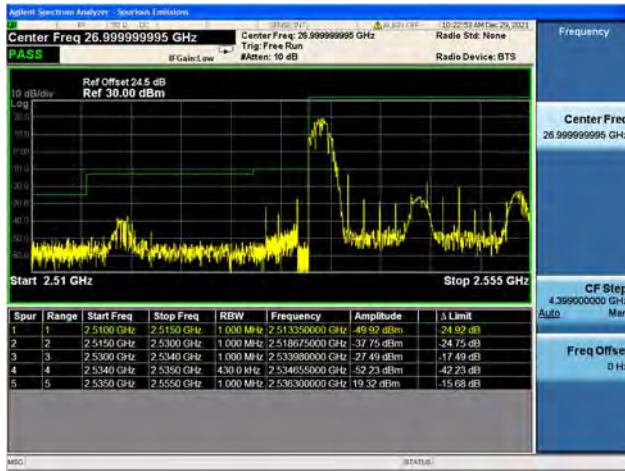 Agilent Spectrum Analyzer - Spurious Emissions
SENSE:INT
ALIGN OFF
10:22:53 AM Dec 29, 2021
Center Freq 26.999999995 GHz
Center Freq: 26.999999995 GHz
Radio Std: None
Trig: Free Run
PASS
IFGain:Low
#Atten: 10 dB
Radio Device: BTS
Ref Offset 24.5 dB
10 dB/div
Ref 30.00 dBm
Log
Start 2.51 GHz
Stop 2.555 GHz
Spur Range Start Freq Stop Freq RBW Frequency Amplitude Δ Limit
1 1 2.5100 GHz 2.5150 GHz 1.000 MHz 2.513350000 GHz -49.92 dBm -24.92 dB
2 2 2.5150 GHz 2.5300 GHz 1.000 MHz 2.518675000 GHz -37.75 dBm -24.75 dB
3 3 2.5300 GHz 2.5340 GHz 1.000 MHz 2.533980000 GHz -27.49 dBm -17.49 dB
4 4 2.5340 GHz 2.5350 GHz 430.0 kHz 2.534655000 GHz -52.23 dBm -42.23 dB
5 5 2.5350 GHz 2.5550 GHz 1.000 MHz 2.536300000 GHz 19.32 dBm -15.68 dB
MSG
STATUS
Frequency
Center Freq
26.999999995 GHz
CF Step
4.399000000 GHz
Auto Man
Freq Offset
0 Hz